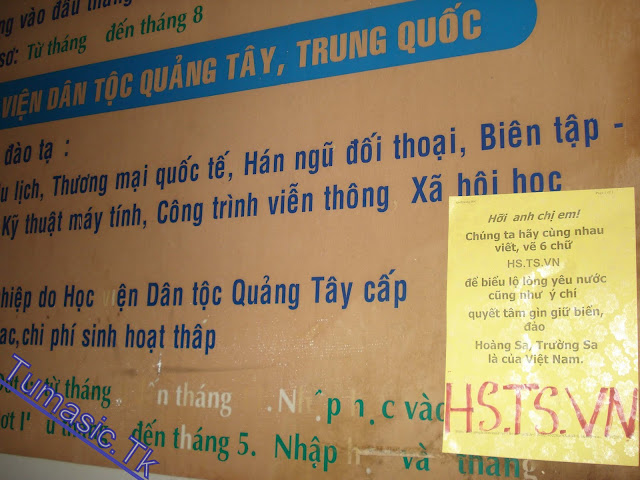 ng vào đầu tháng
sơ: Từ tháng đến tháng 8
VIỆN DÂN TỘC QUẢNG TÂY, TRUNG QUỐC
đào tạ :
u lịch, Thương mại quốc tế, Hán ngữ đối thoại, Biên tập -
Kỹ thuật máy tính, Công trình viễn thông Xã hội học
hiệp do Học viện Dân tộc Quảng Tây cấp
ac,chi phí sinh hoạt thấp
từ tháng n tháng . Nh p h c vào
đến tháng 5. Nhập và tháng
Hỡi anh chị em!
Chúng ta hãy cùng nhau
viết, vẽ 6 chữ
HS.TS.VN
để biểu lộ lòng yêu nước
cũng như ý chí
quyết tâm gìn giữ biển,
đảo
Hoàng Sa, Trường Sa
là của Việt Nam.
HS.TS.VN
Tumasic.Tk